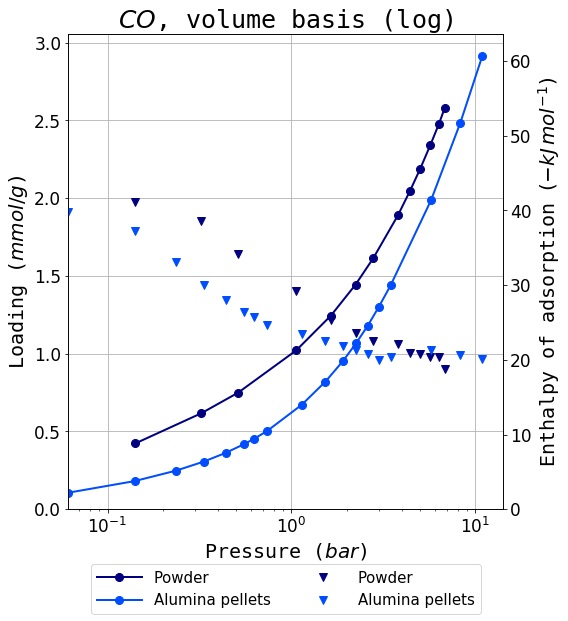 CO, volume basis (log)
Loading (mmol/g)
3.0
2.5
2.0
1.5
1.0
0.5
0.0
60
50
40
30
20
10
0
Enthalpy of adsorption (−kJ mol⁻¹)
10⁻¹ 10⁰ 10¹
Pressure (bar)
Powder Powder
Alumina pellets Alumina pellets